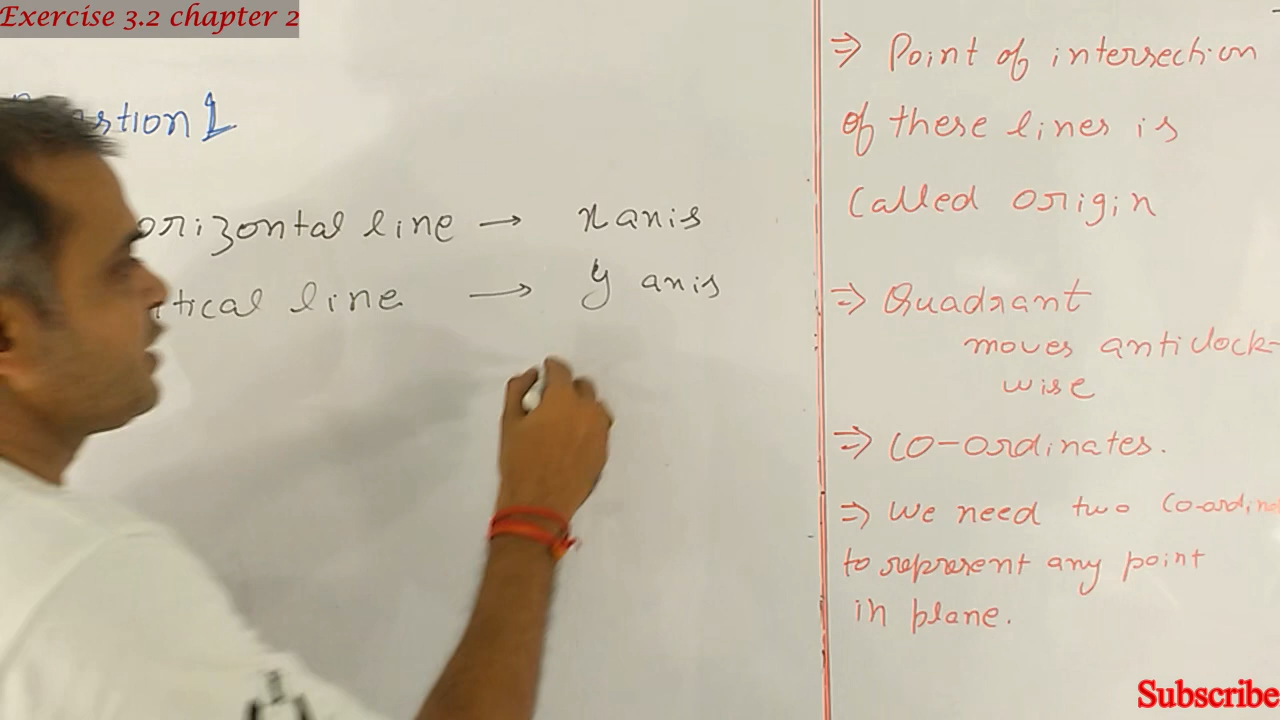 Exercise 3.2 chapter 2
stion 1
orizontal line → x axis
tical line → y axis
⇒ Point of intersection
of these lines is
called origin
⇒ Quadrant
moves anticlock-
wise
⇒ CO-ordinates.
⇒ We need two Co-ordin
to represent any point
in plane.
Subscribe